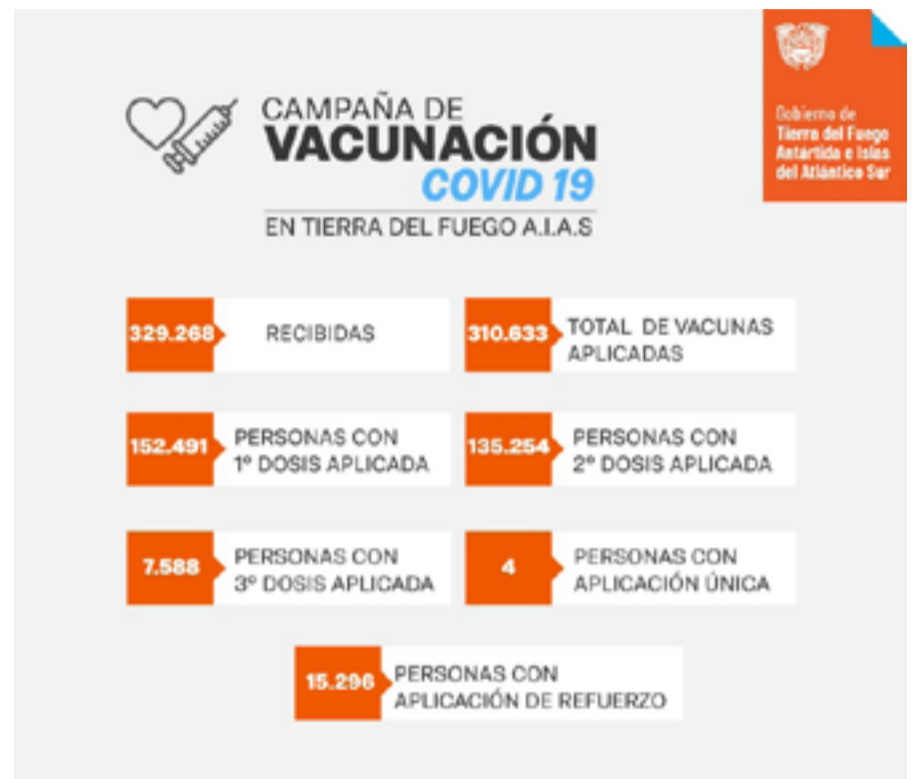 Gobierno de
Tierra del Fuego
Antártida e Islas
del Atlántico Sur
CAMPAÑA DE
VACUNACIÓN
COVID 19
EN TIERRA DEL FUEGO A.I.A.S
329.268
RECIBIDAS
310.633
TOTAL DE VACUNAS
APLICADAS
152.491
PERSONAS CON
1º DOSIS APLICADA
135.254
PERSONAS CON
2º DOSIS APLICADA
7.588
PERSONAS CON
3º DOSIS APLICADA
4
PERSONAS CON
APLICACIÓN ÚNICA
15.296
PERSONAS CON
APLICACIÓN DE REFUERZO